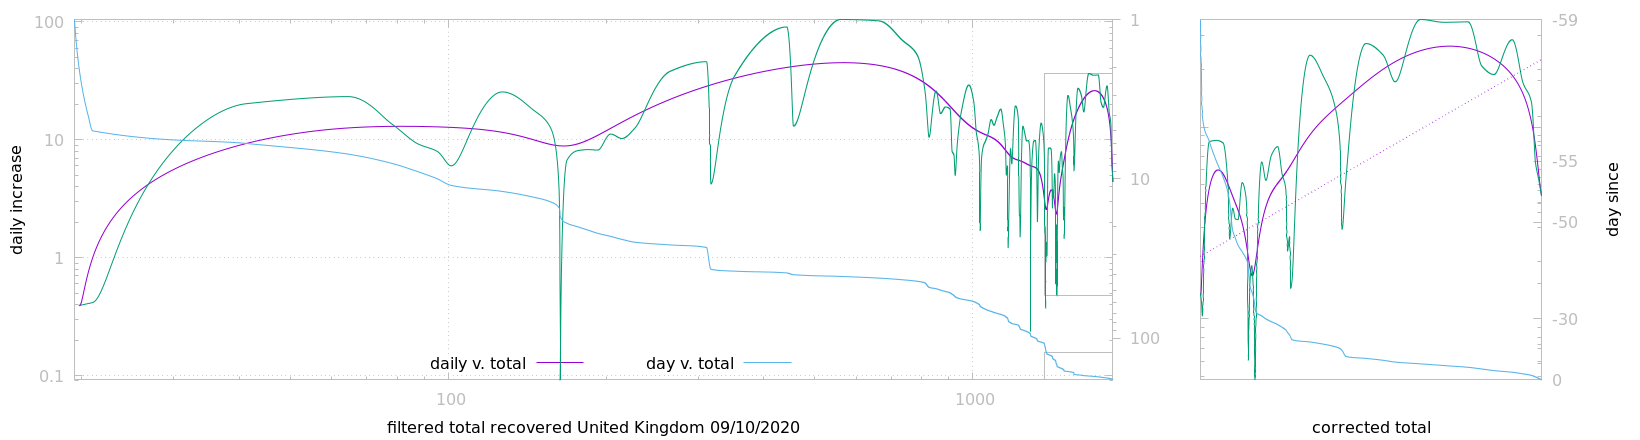 100
10
1
0.1
daily increase
100
1000
daily v. total
day v. total
filtered total recovered United Kingdom 09/10/2020
1
10
100
-59
-55
-50
-30
0
day since
corrected total